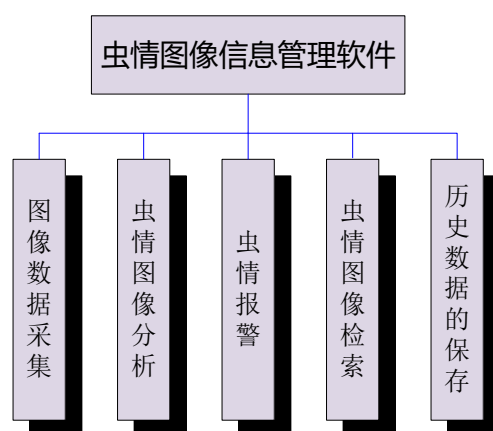 虫情图像信息管理软件
图像数据采集
虫情图像分析
虫情报警
虫情图像检索
历史数据的保存